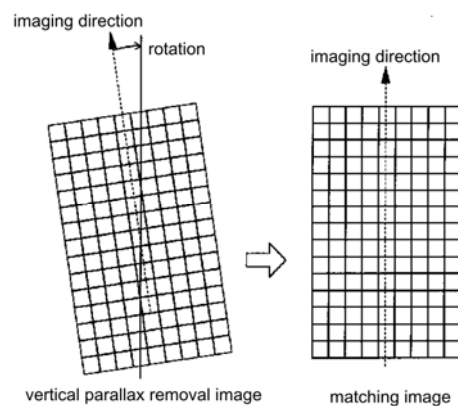 imaging direction
rotation
imaging direction
vertical parallax removal image
matching image